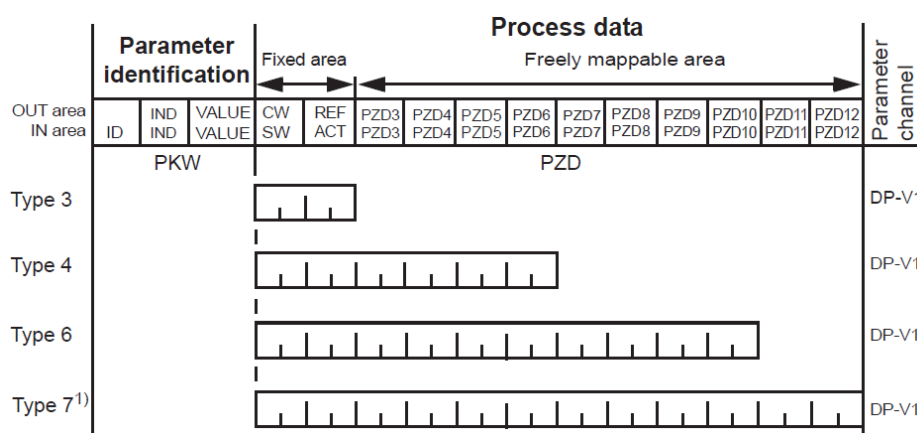 Process data
Parameter
identification
Fixed area
Freely mappable area
Parameter
channel
OUT area
IND
VALUE
CW
REF
PZD3
PZD4
PZD5
PZD6
PZD7
PZD8
PZD9
PZD10
PZD11
PZD12
IN area
ID
IND
VALUE
SW
ACT
PZD3
PZD4
PZD5
PZD6
PZD7
PZD8
PZD9
PZD10
PZD11
PZD12
PKW
PZD
Type 3
DP-V1
Type 4
DP-V1
Type 6
DP-V1
Type 7¹⁾
DP-V1